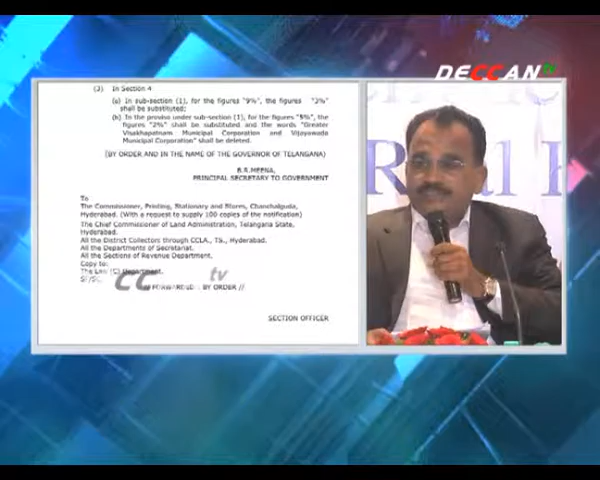 DECCAN tv
(3) In Section 4
(a) In sub-section (1), for the figures "9%", the figures "2%"
shall be substituted;
(b) In the proviso under sub-section (1), for the figures "5%", the
figures "2%" shall be substituted and the words "Greater
Visakhapatnam Municipal Corporation and Vijayawada
Municipal Corporation" shall be deleted.
(BY ORDER AND IN THE NAME OF THE GOVERNOR OF TELANGANA)
B.R.MEENA,
PRINCIPAL SECRETARY TO GOVERNMENT
To
The Commissioner, Printing, Stationary and Stores, Chanchalguda,
Hyderabad. (With a request to supply 100 copies of the notification)
The Chief Commissioner of Land Administration, Telangana State,
Hyderabad.
All the District Collectors through CCLA., TS., Hyderabad.
All the Departments of Secretariat.
All the Sections of Revenue Department.
Copy to:
The Law (C) Department.
CC tv
FORWARDED BY ORDER //
SECTION OFFICER